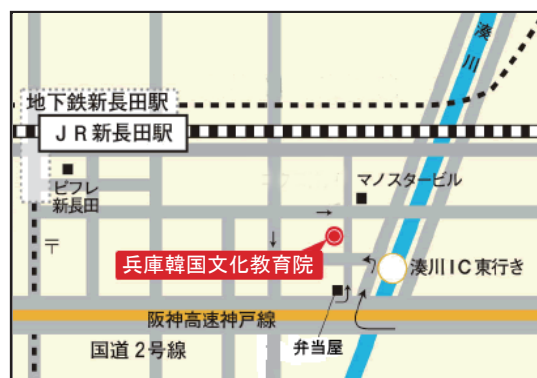 湊川
地下鉄新長田駅
JR新長田駅
ピフレ
新長田
マノスタービル
〒
兵庫韓国文化教育院
湊川IC東行き
阪神高速神戸線
弁当屋
国道2号線